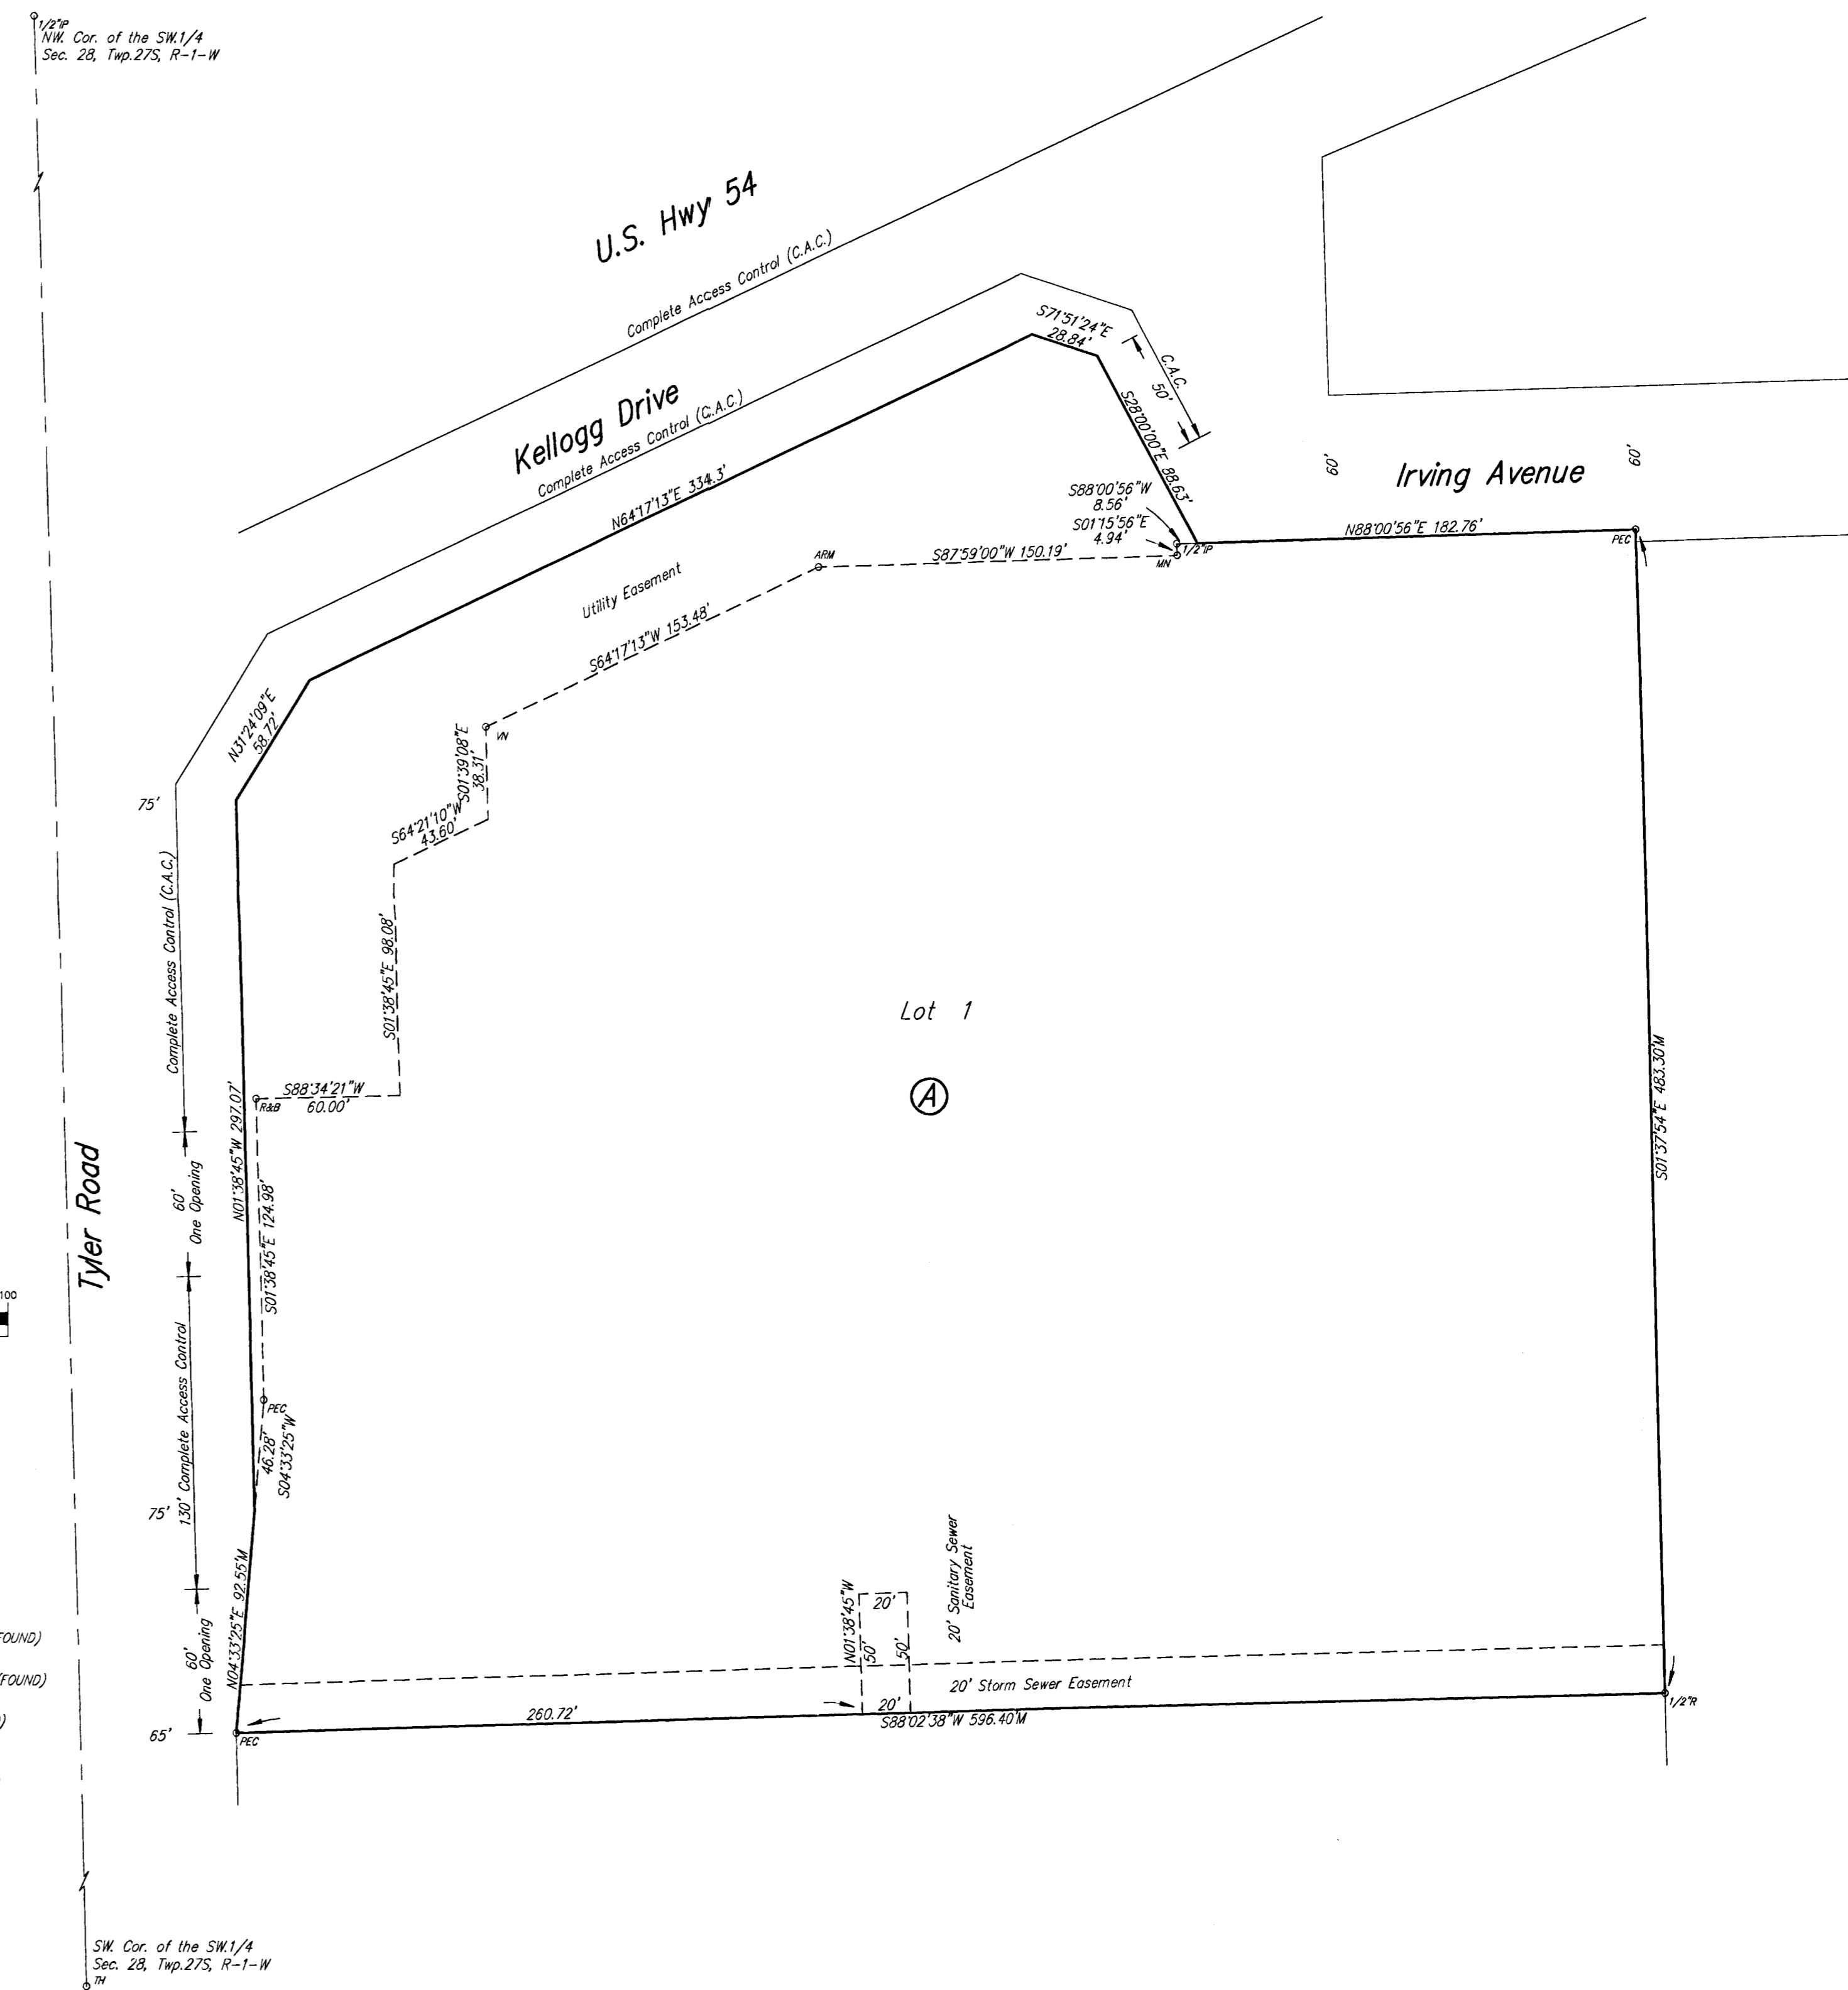 1/2"IP
NW. Cor. of the SW.1/4
Sec. 28, Twp.27S, R-1-W
U.S. Hwy 54
Complete Access Control (C.A.C.)
Kellogg Drive
Complete Access Control (C.A.C.)
N64°17'13"E 334.3'
S71°51'24"E
28.84'
C.A.C.
50'
S28°00'00"E 88.63'
60'
Irving Avenue
60'
S88°00'56"W
8.56'
S01°15'56"E
4.94'
1/2"IP
MN
N88°00'56"E 182.76'
PEC
ARM
S87°59'00"W 150.19'
Utility Easement
S64°17'13"W 153.48'
N31°24'09"E
58.72'
VN
S01°39'08"E
38.31'
S64°21'10"W
43.60'
75'
Complete Access Control (C.A.C.)
S01°38'45"E 98.08'
Lot 1
A
S88°34'21"W
60.00'
R&B
N01°38'45"W 297.07'
S01°37'54"E 483.30'M
Tyler Road
60'
One Opening
S01°38'45"E 124.98'
100
130' Complete Access Control
PEC
46.28'
S04°33'25"W
75'
N04°33'25"E 92.55'M
60'
One Opening
N01°38'45"W
20'
50'
50'
20' Sanitary Sewer
Easement
FOUND)
FOUND)
)
20' Storm Sewer Easement
260.72'
20'
S88°02'38"W 596.40'M
1/2"R
65'
PEC
SW. Cor. of the SW.1/4
Sec. 28, Twp.27S, R-1-W
TH